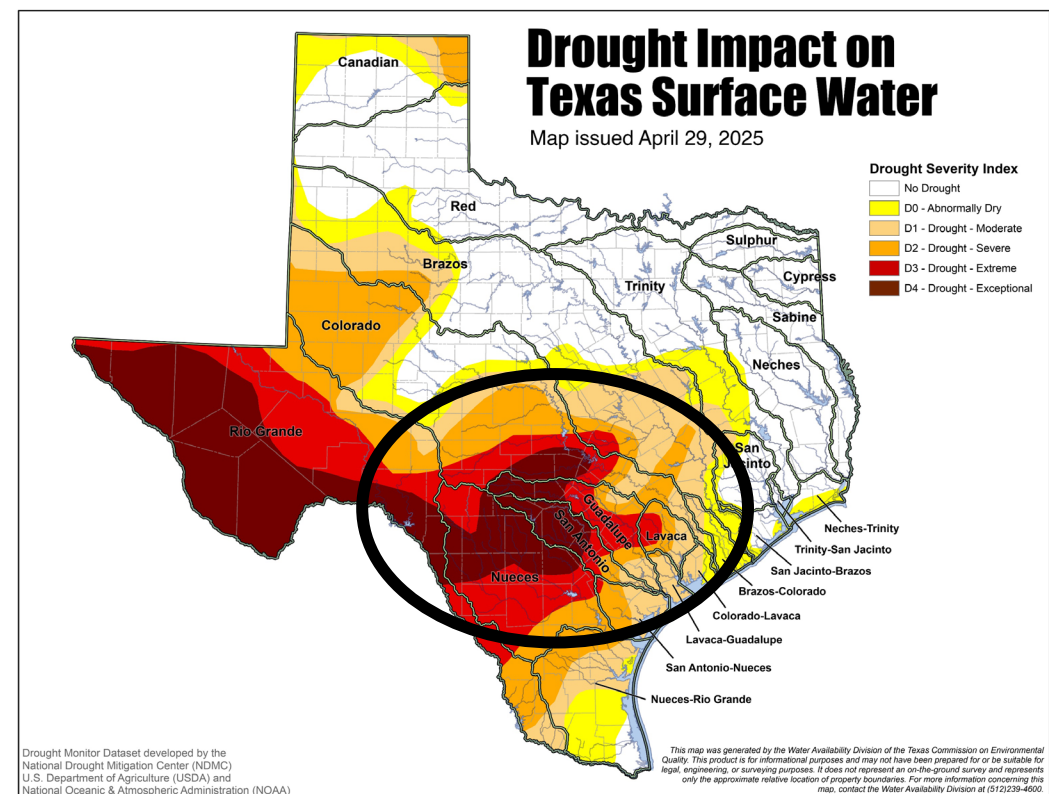 Drought Impact on
Texas Surface Water
Map issued April 29, 2025
Drought Severity Index
No Drought
D0 - Abnormally Dry
D1 - Drought - Moderate
D2 - Drought - Severe
D3 - Drought - Extreme
D4 - Drought - Exceptional
Canadian
Red
Sulphur
Brazos
Cypress
Trinity
Sabine
Colorado
Neches
Rio Grande
San
Jacinto
Guadalupe
San Antonio
Lavaca
Nueces
Neches-Trinity
Trinity-San Jacinto
San Jacinto-Brazos
Brazos-Colorado
Colorado-Lavaca
Lavaca-Guadalupe
San Antonio-Nueces
Nueces-Rio Grande
Drought Monitor Dataset developed by the
National Drought Mitigation Center (NDMC)
U.S. Department of Agriculture (USDA) and
National Oceanic & Atmospheric Administration (NOAA)
This map was generated by the Water Availability Division of the Texas Commission on Environmental
Quality. This product is for informational purposes and may not have been prepared for or be suitable for
legal, engineering, or surveying purposes. It does not represent an on-the-ground survey and represents
only the approximate relative location of property boundaries. For more information concerning this
map, contact the Water Availability Division at (512)239-4600.